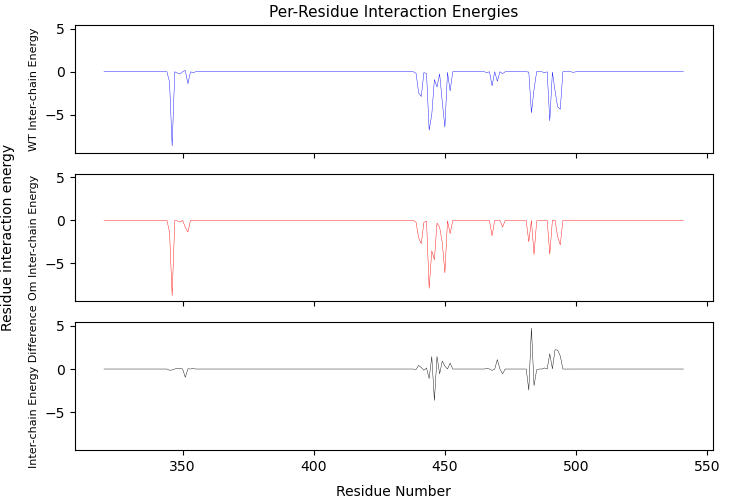 Per-Residue Interaction Energies
Residue interaction energy
WT Inter-chain Energy
5
0
−5
Om Inter-chain Energy
5
0
−5
Inter-chain Energy Difference
5
0
−5
350
400
450
500
550
Residue Number